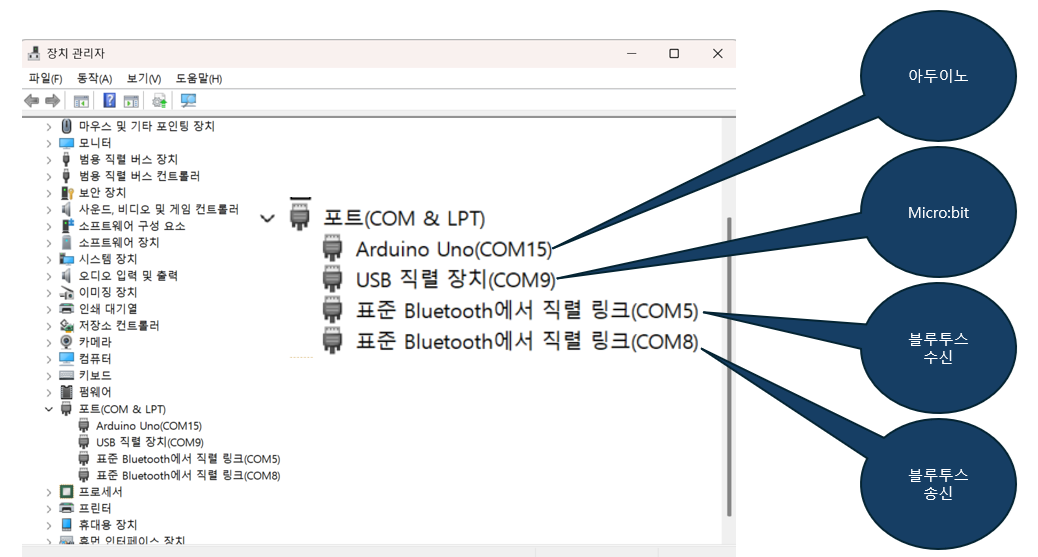 장치 관리자
파일(F) 동작(A) 보기(V) 도움말(H)
마우스 및 기타 포인팅 장치
모니터
범용 직렬 버스 장치
범용 직렬 버스 컨트롤러
보안 장치
사운드, 비디오 및 게임 컨트롤러
소프트웨어 구성 요소
소프트웨어 장치
시스템 장치
오디오 입력 및 출력
이미징 장치
인쇄 대기열
저장소 컨트롤러
카메라
컴퓨터
키보드
펌웨어
포트(COM & LPT)
Arduino Uno(COM15)
USB 직렬 장치(COM9)
표준 Bluetooth에서 직렬 링크(COM5)
표준 Bluetooth에서 직렬 링크(COM8)
프로세서
프린터
휴대용 장치
휴먼 인터페이스 장치
포트(COM & LPT)
Arduino Uno(COM15)
USB 직렬 장치(COM9)
표준 Bluetooth에서 직렬 링크(COM5)
표준 Bluetooth에서 직렬 링크(COM8)
아두이노
Micro:bit
블루투스
수신
블루투스
송신